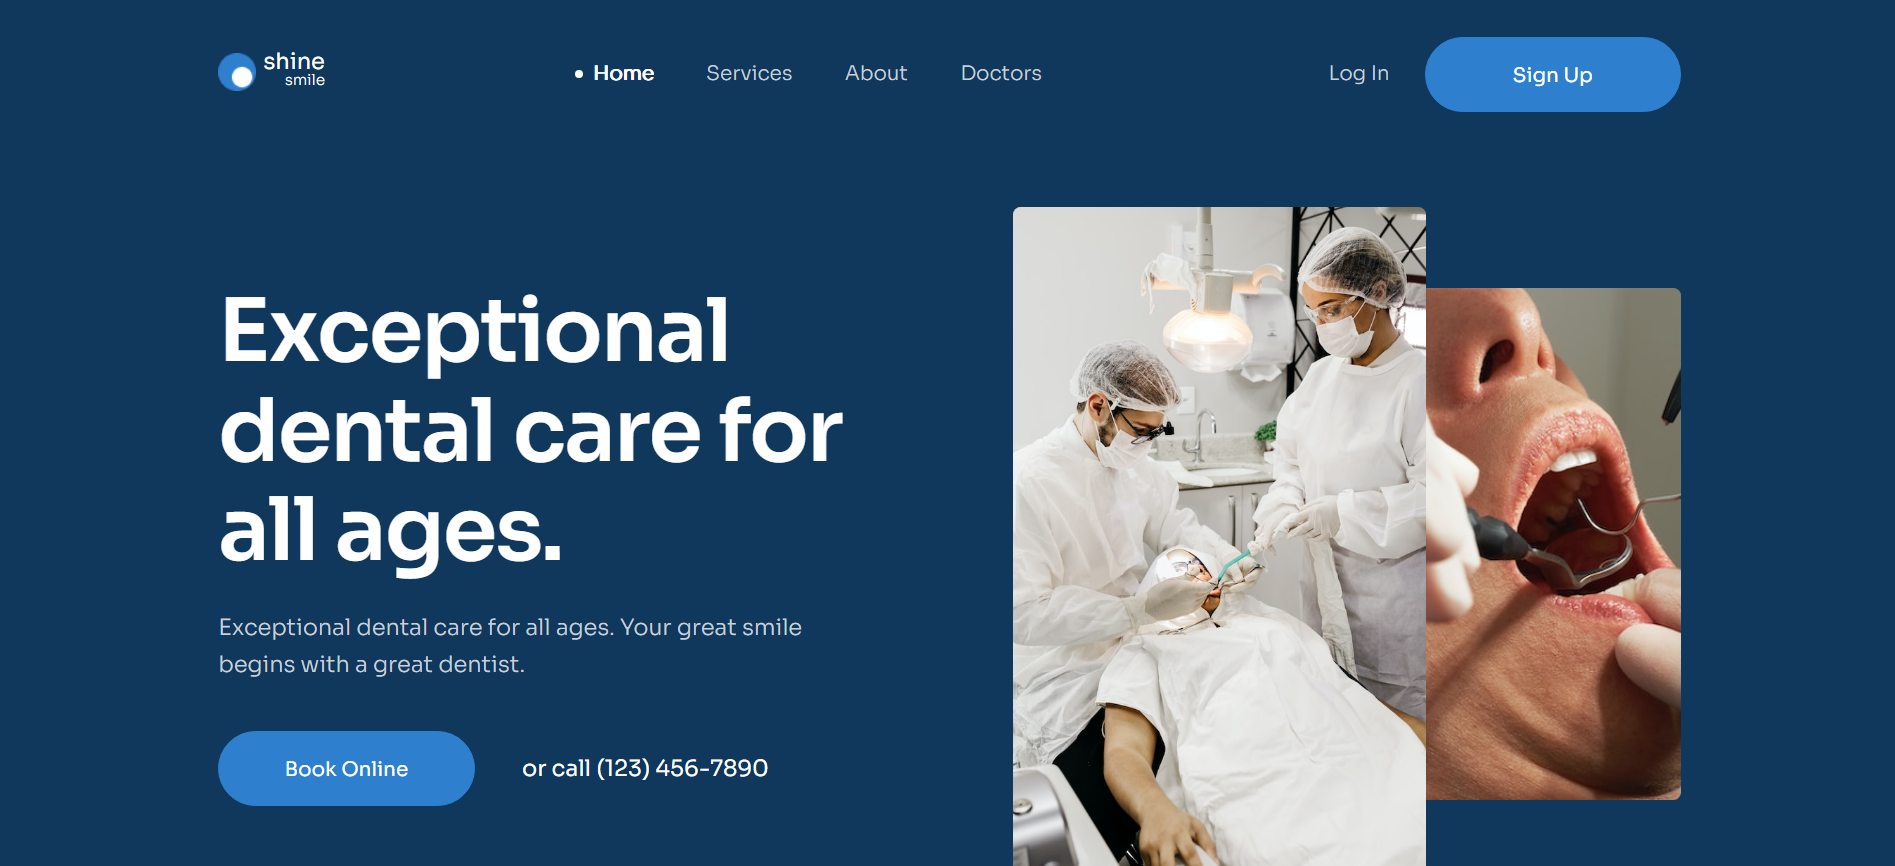 shine
smile
Home
Services
About
Doctors
Log In
Sign Up
Exceptional
dental care for
all ages.
Exceptional dental care for all ages. Your great smile
begins with a great dentist.
Book Online
or call (123) 456-7890